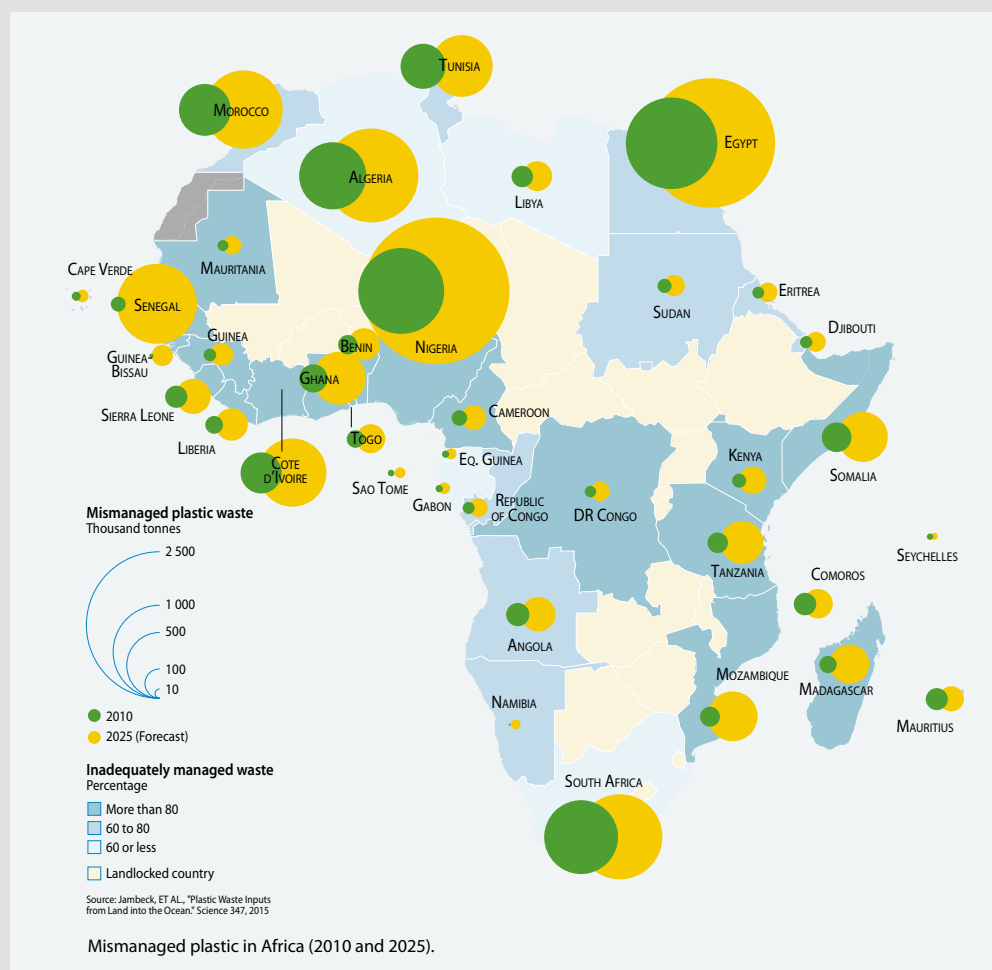 TUNISIA
MOROCCO
EGYPT
ALGERIA
LIBYA
CAPE VERDE
MAURITANIA
SENEGAL
SUDAN
ERITREA
DJIBOUTI
GUINEA
BENIN
NIGERIA
GUINEA-
BISSAU
GHANA
SIERRA LEONE
CAMEROON
LIBERIA
TOGO
EQ. GUINEA
KENYA
SOMALIA
COTE
D'IVOIRE
SAO TOME
GABON
REPUBLIC
OF CONGO
DR CONGO
SEYCHELLES
TANZANIA
COMOROS
ANGOLA
MOZAMBIQUE
MADAGASCAR
NAMIBIA
MAURITIUS
SOUTH AFRICA
Mismanaged plastic waste
Thousand tonnes
2 500
1 000
500
100
10
2010
2025 (Forecast)
Inadequately managed waste
Percentage
More than 80
60 to 80
60 or less
Landlocked country
Source: Jambeck, ET AL., "Plastic Waste Inputs
from Land into the Ocean." Science 347, 2015
Mismanaged plastic in Africa (2010 and 2025).